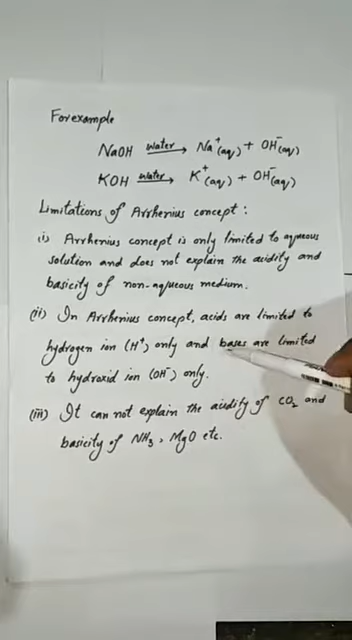 For example
NaOH water→ Na⁺(aq) + OH⁻(aq)
KOH water→ K⁺(aq) + OH⁻(aq)
Limitations of Arrhenius concept :
(i) Arrhenius concept is only limited to aqueous
solution and does not explain the acidity and
basicity of non-aqueous medium.
(ii) In Arrhenius concept, acids are limited to
hydrogen ion (H⁺) only and bases are limited
to hydroxid ion (OH⁻) only.
(iii) It can not explain the acidity of CO₂ and
basicity of NH₃, MgO etc.